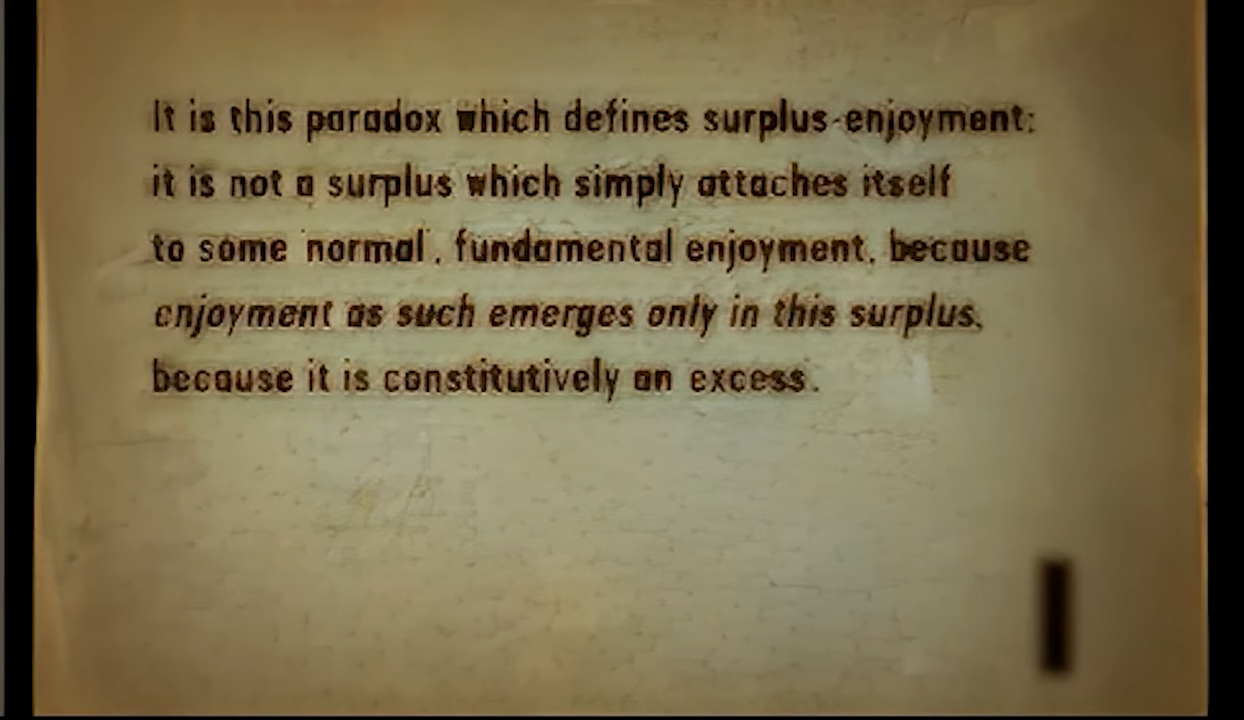 It is this paradox which defines surplus-enjoyment:
it is not a surplus which simply attaches itself
to some 'normal', fundamental enjoyment, because
enjoyment as such emerges only in this surplus,
because it is constitutively an excess.